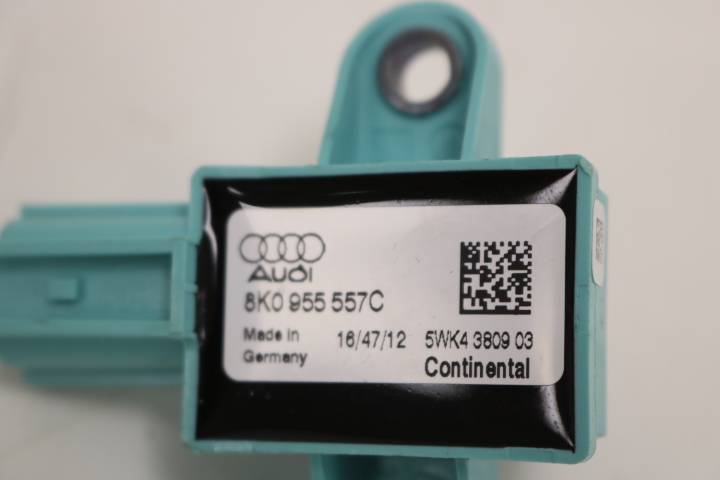 Audi
8K0 955 557C
Made in
Germany
16/47/12
5WK4 3809 03
Continental